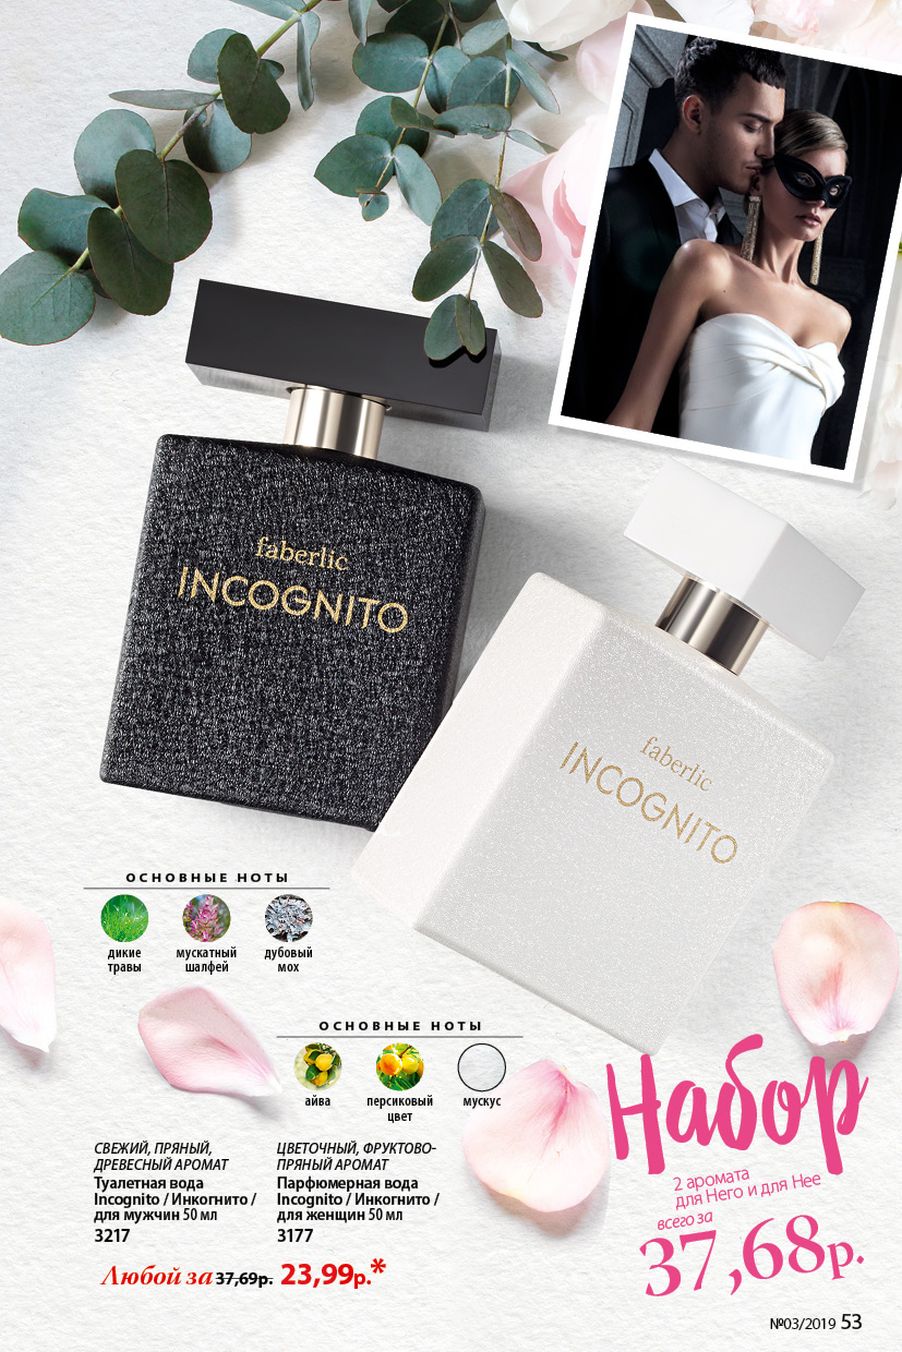 faberlic
INCOGNITO
faberlic
INCOGNITO
ОСНОВНЫЕ НОТЫ
дикие
травы
мускатный
шалфей
дубовый
мох
ОСНОВНЫЕ НОТЫ
айва
персиковый
цвет
мускус
СВЕЖИЙ, ПРЯНЫЙ,
ДРЕВЕСНЫЙ АРОМАТ
Туалетная вода
Incognito / Инкогнито /
для мужчин 50 мл
3217
ЦВЕТОЧНЫЙ, ФРУКТОВО-
ПРЯНЫЙ АРОМАТ
Парфюмерная вода
Incognito / Инкогнито /
для женщин 50 мл
3177
Любой за 37,69р. 23,99р.*
Набор
2 аромата
для Него и для Нее
всего за
37,68р.
№03/2019 53